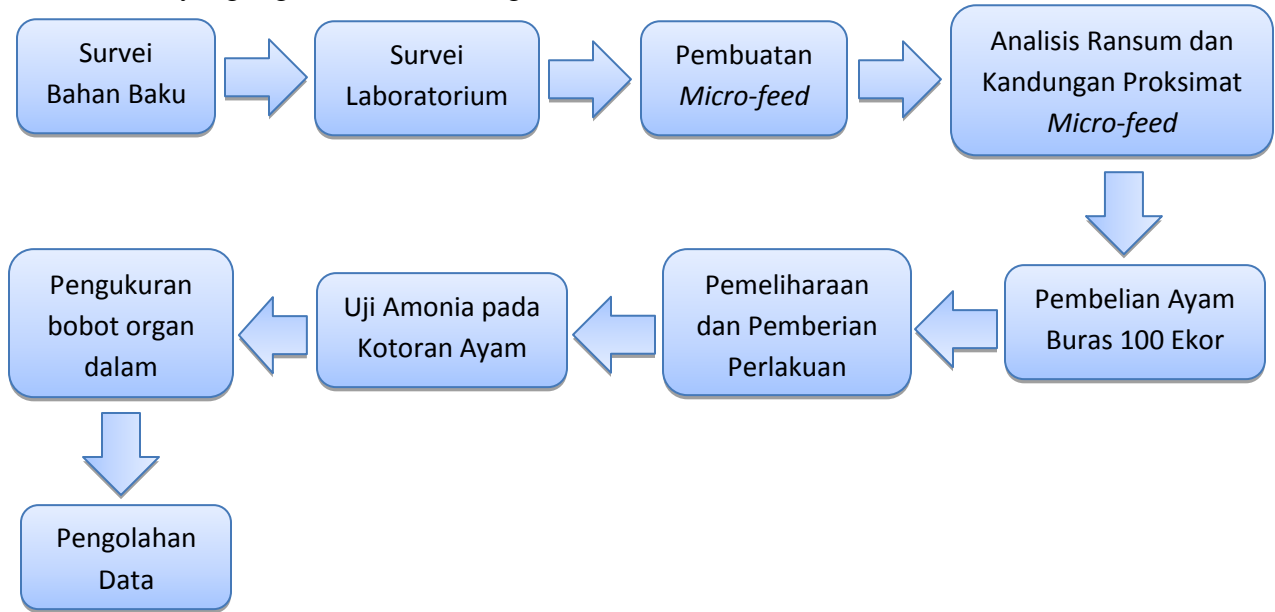 Survei
Bahan Baku
Survei
Laboratorium
Pembuatan
Micro-feed
Analisis Ransum dan
Kandungan Proksimat
Micro-feed
Pembelian Ayam
Buras 100 Ekor
Pemeliharaan
dan Pemberian
Perlakuan
Uji Amonia pada
Kotoran Ayam
Pengukuran
bobot organ
dalam
Pengolahan
Data